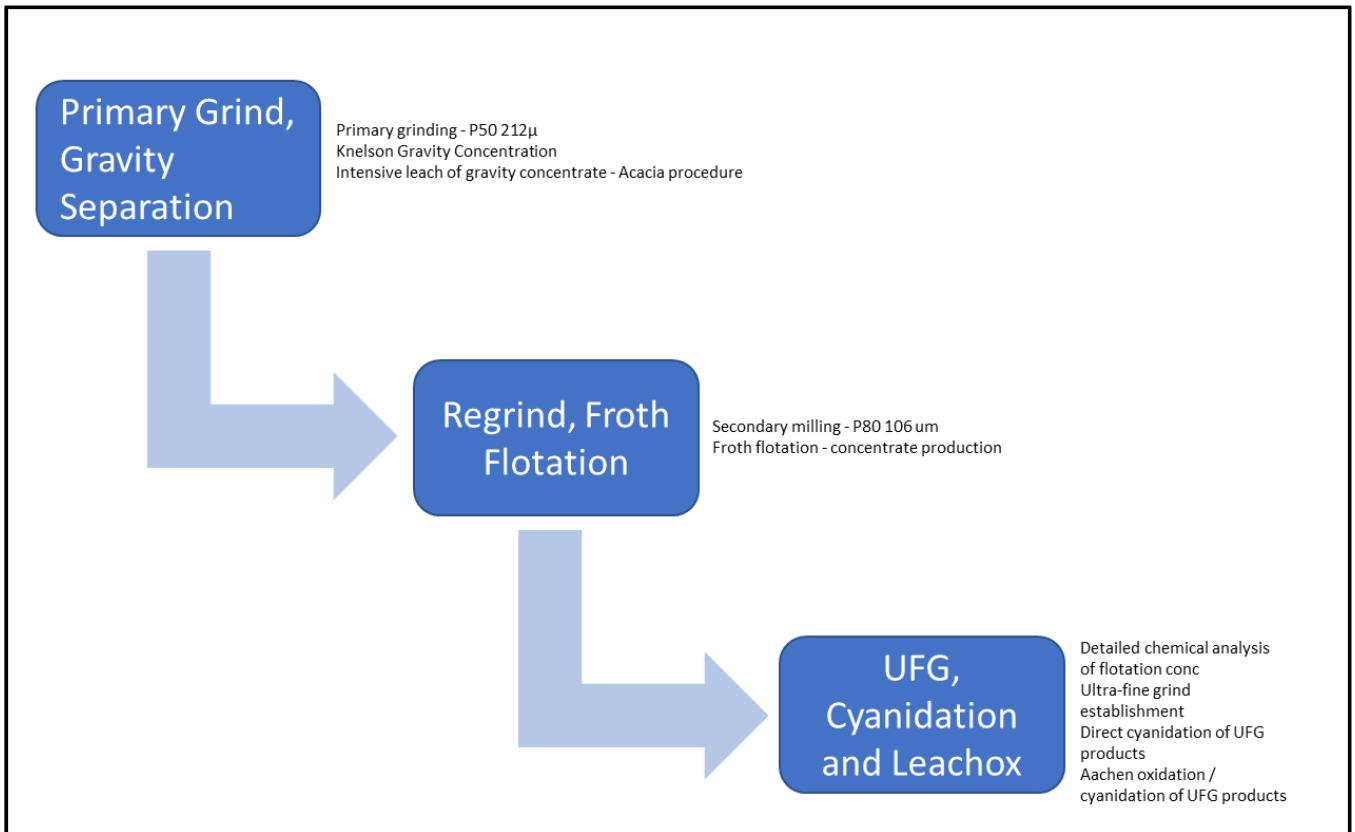 Primary Grind,
Gravity
Separation
Primary grinding - P50 212µ
Knelson Gravity Concentration
Intensive leach of gravity concentrate - Acacia procedure
Regrind, Froth
Flotation
Secondary milling - P80 106 um
Froth flotation - concentrate production
UFG,
Cyanidation
and Leachox
Detailed chemical analysis
of flotation conc
Ultra-fine grind
establishment
Direct cyanidation of UFG
products
Aachen oxidation /
cyanidation of UFG products